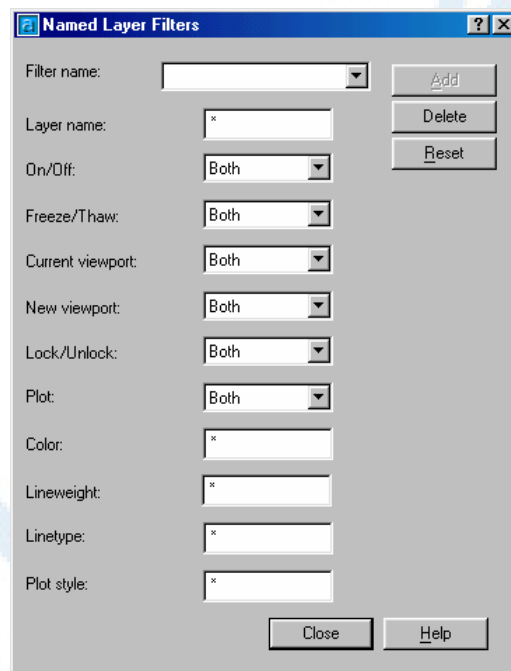 a Named Layer Filters ? X
Filter name: Add
Layer name: * Delete
Reset
On/Off: Both
Freeze/Thaw: Both
Current viewport: Both
New viewport: Both
Lock/Unlock: Both
Plot: Both
Color: *
Lineweight: *
Linetype: *
Plot style: *
Close Help